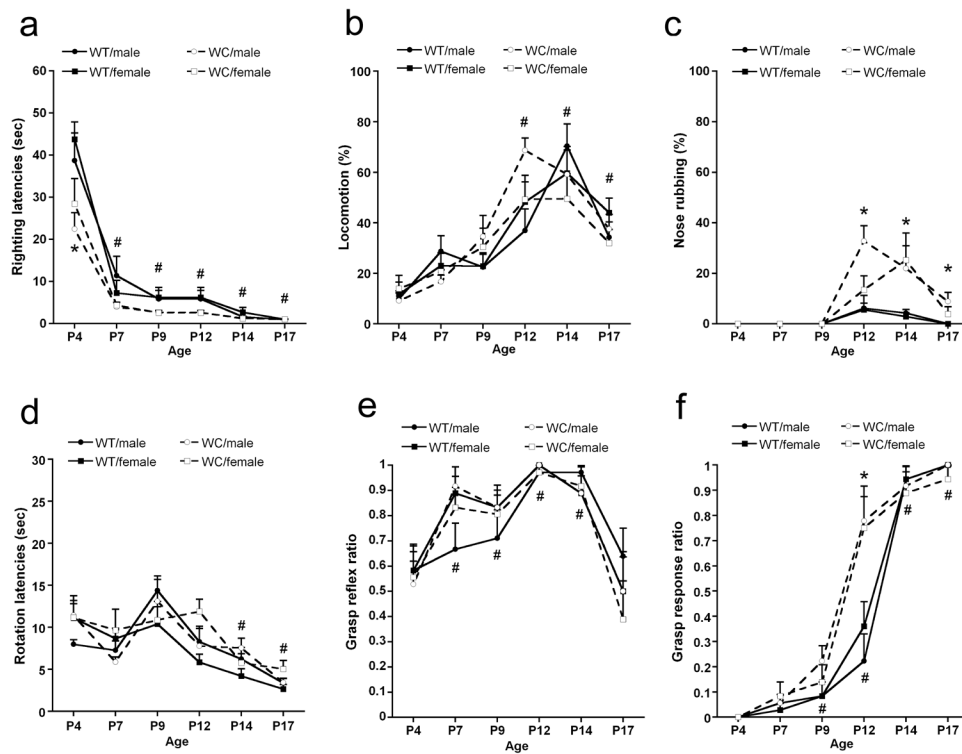 a
WT/male WC/male
WT/female WC/female
Righting latencies (sec)
60
50
40
30
20
10
0
*
#
#
#
#
#
P4 P7 P9 P12 P14 P17
Age
b
WT/male WC/male
WT/female WC/female
Locomotion (%)
100
80
60
40
20
0
#
#
#
P4 P7 P9 P12 P14 P17
Age
c
WT/male WC/male
WT/female WC/female
Nose rubbing (%)
100
80
60
40
20
0
*
*
*
P4 P7 P9 P12 P14 P17
Age
d
WT/male WC/male
WT/female WC/female
Rotation latencies (sec)
30
25
20
15
10
5
0
#
#
P4 P7 P9 P12 P14 P17
Age
e
WT/male WC/male
WT/female WC/female
Grasp reflex ratio
1
0.9
0.8
0.7
0.6
0.5
0.4
0.3
0.2
0.1
0
#
#
#
#
P4 P7 P9 P12 P14 P17
Age
f
WT/male WC/male
WT/female WC/female
Grasp response ratio
1
0.9
0.8
0.7
0.6
0.5
0.4
0.3
0.2
0.1
0
*
#
#
#
#
P4 P7 P9 P12 P14 P17
Age